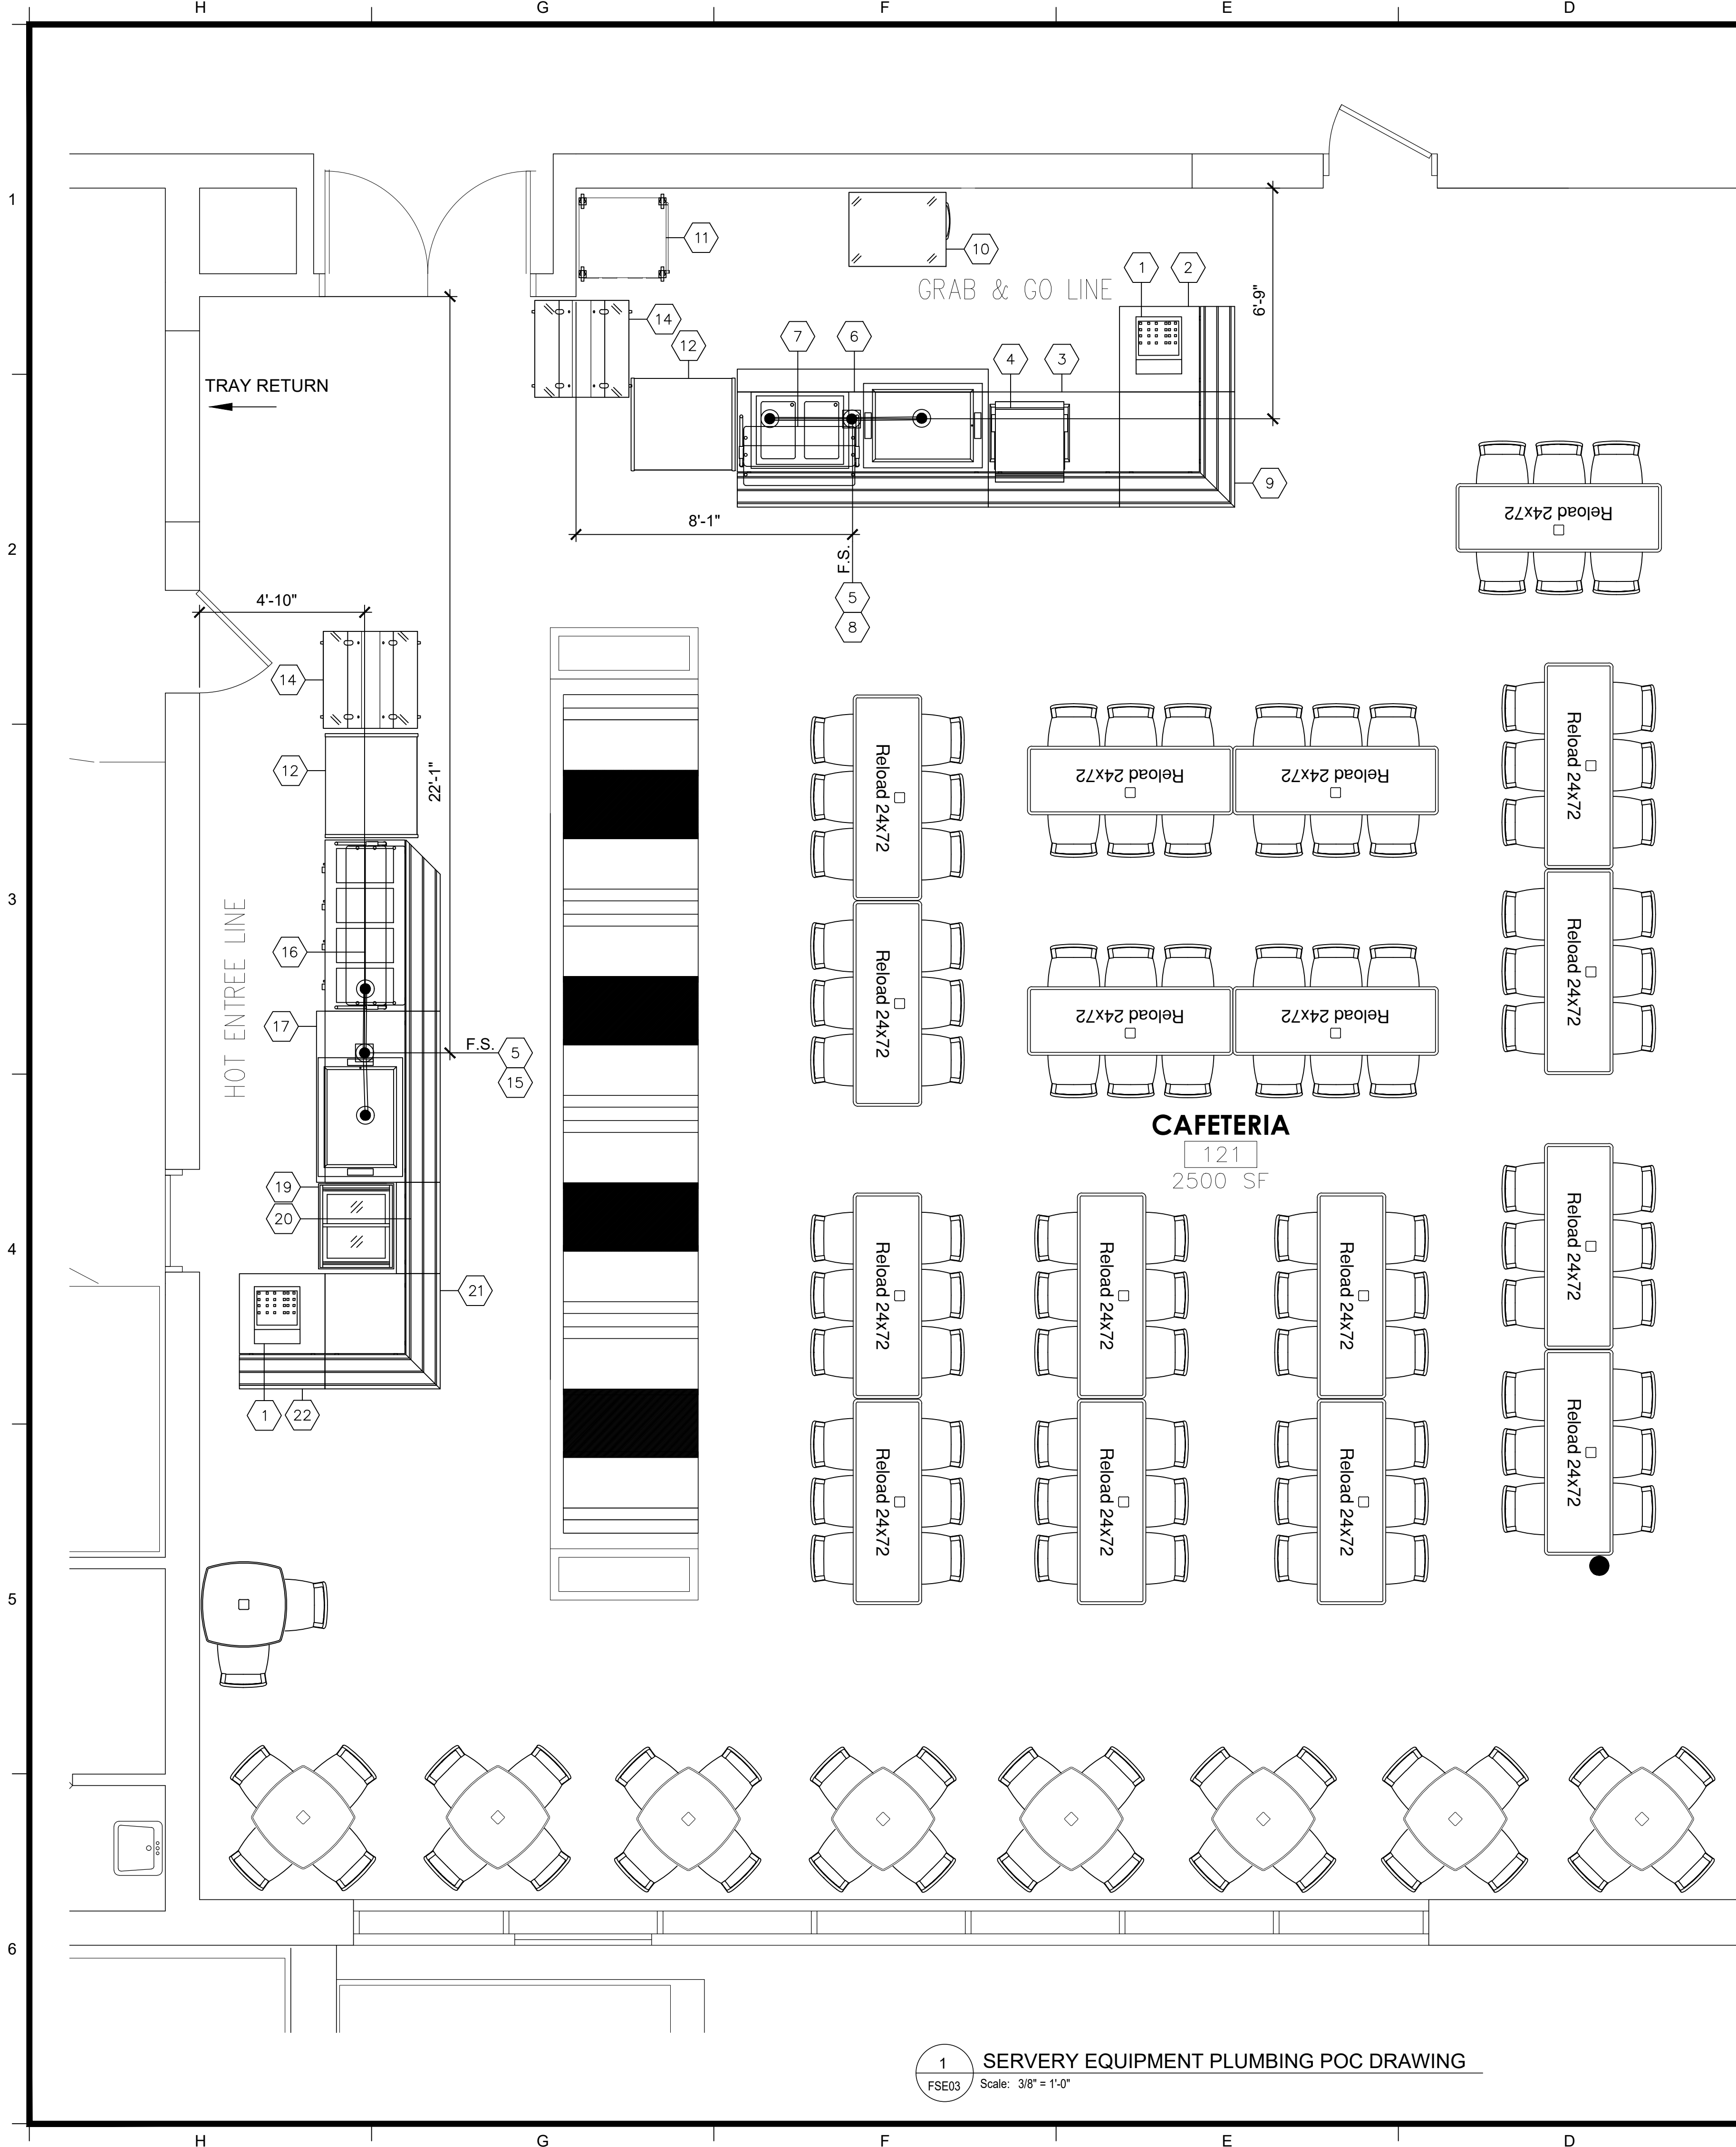 H G F E D
1
11
10
GRAB & GO LINE
1
2
6'-9"
14
7
6
12
4
3
TRAY RETURN
9
8'-1"
2
Reload 24x72
F.S.
5
8
4'-10"
14
12
22'-1"
Reload 24x72
Reload 24x72
Reload 24x72
Reload 24x72
3
HOT ENTREE LINE
16
Reload 24x72
Reload 24x72
Reload 24x72
Reload 24x72
17
F.S.
5
15
CAFETERIA
121
2500 SF
19
20
4
21
Reload 24x72
Reload 24x72
Reload 24x72
Reload 24x72
1
22
Reload 24x72
Reload 24x72
Reload 24x72
Reload 24x72
5
6
1
FSE03
SERVERY EQUIPMENT PLUMBING POC DRAWING
Scale: 3/8" = 1'-0"
H G F E D